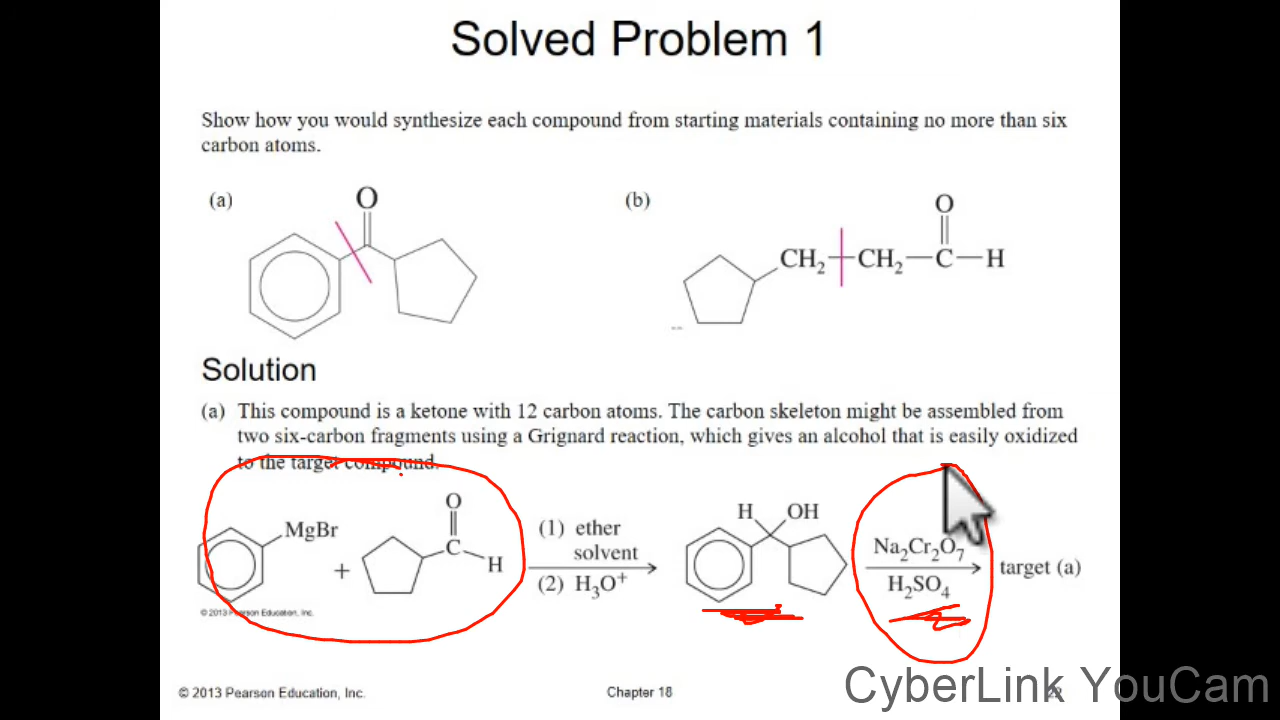 Solved Problem 1
Show how you would synthesize each compound from starting materials containing no more than six
carbon atoms.
(a)
O
(b)
O
CH₂—CH₂—C—H
Solution
(a) This compound is a ketone with 12 carbon atoms. The carbon skeleton might be assembled from
two six-carbon fragments using a Grignard reaction, which gives an alcohol that is easily oxidized
to the target compound.
MgBr
+
O
C
H
(1) ether
solvent
(2) H₃O⁺
H OH
Na₂Cr₂O₇
H₂SO₄
target (a)
© 2013 Pearson Education, Inc.
© 2013 Pearson Education, Inc.
Chapter 18
CyberLink YouCam